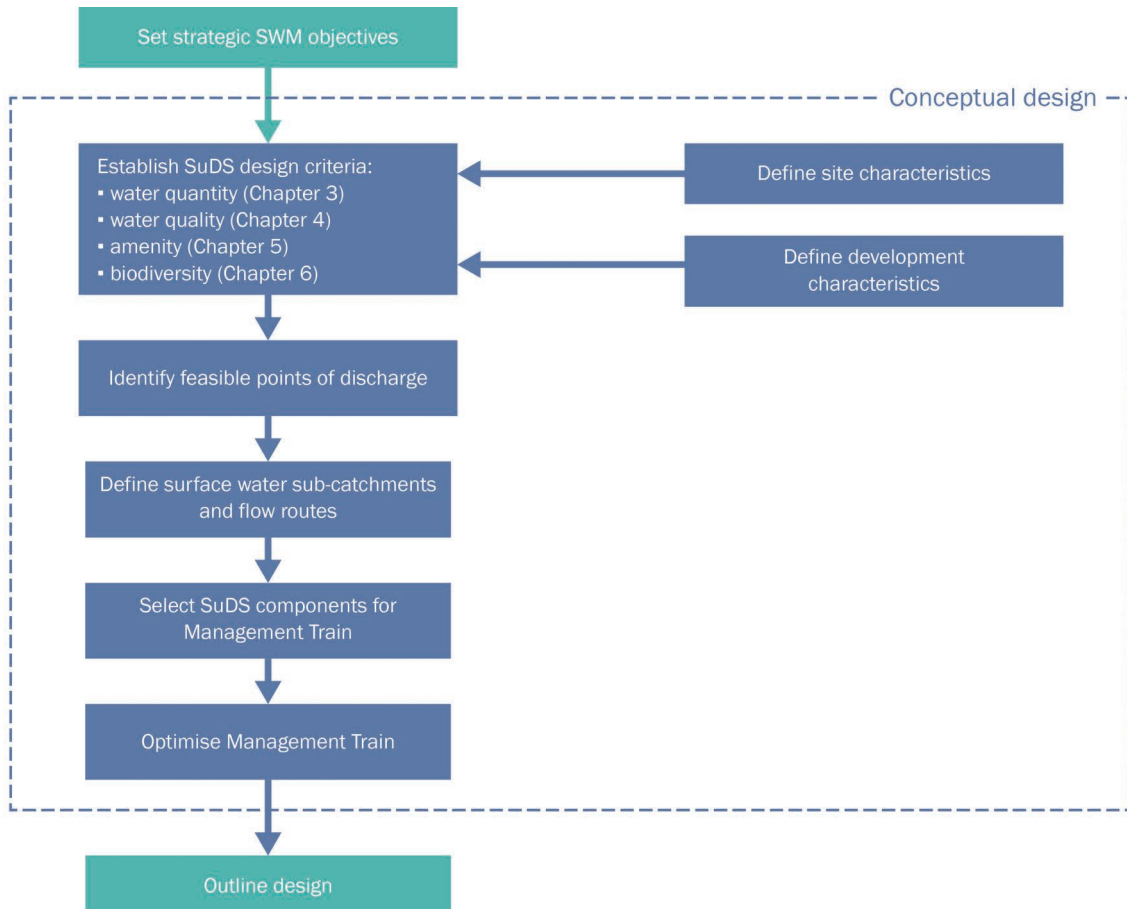 Set strategic SWM objectives
Conceptual design
Establish SuDS design criteria:
▪ water quantity (Chapter 3)
▪ water quality (Chapter 4)
▪ amenity (Chapter 5)
▪ biodiversity (Chapter 6)
Define site characteristics
Define development
characteristics
Identify feasible points of discharge
Define surface water sub-catchments
and flow routes
Select SuDS components for
Management Train
Optimise Management Train
Outline design